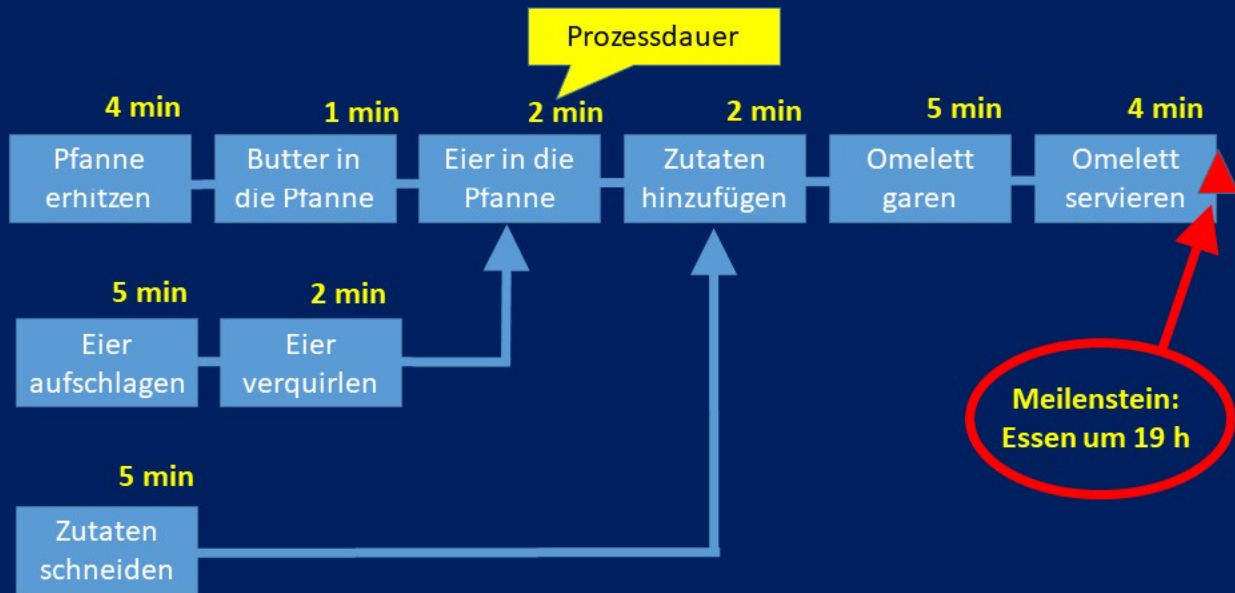 Prozessdauer
4 min
1 min
2 min
2 min
5 min
4 min
Pfanne
erhitzen
Butter in
die Pfanne
Eier in die
Pfanne
Zutaten
hinzufügen
Omelett
garen
Omelett
servieren
5 min
2 min
Eier
aufschlagen
Eier
verquirlen
Meilenstein:
Essen um 19 h
5 min
Zutaten
schneiden